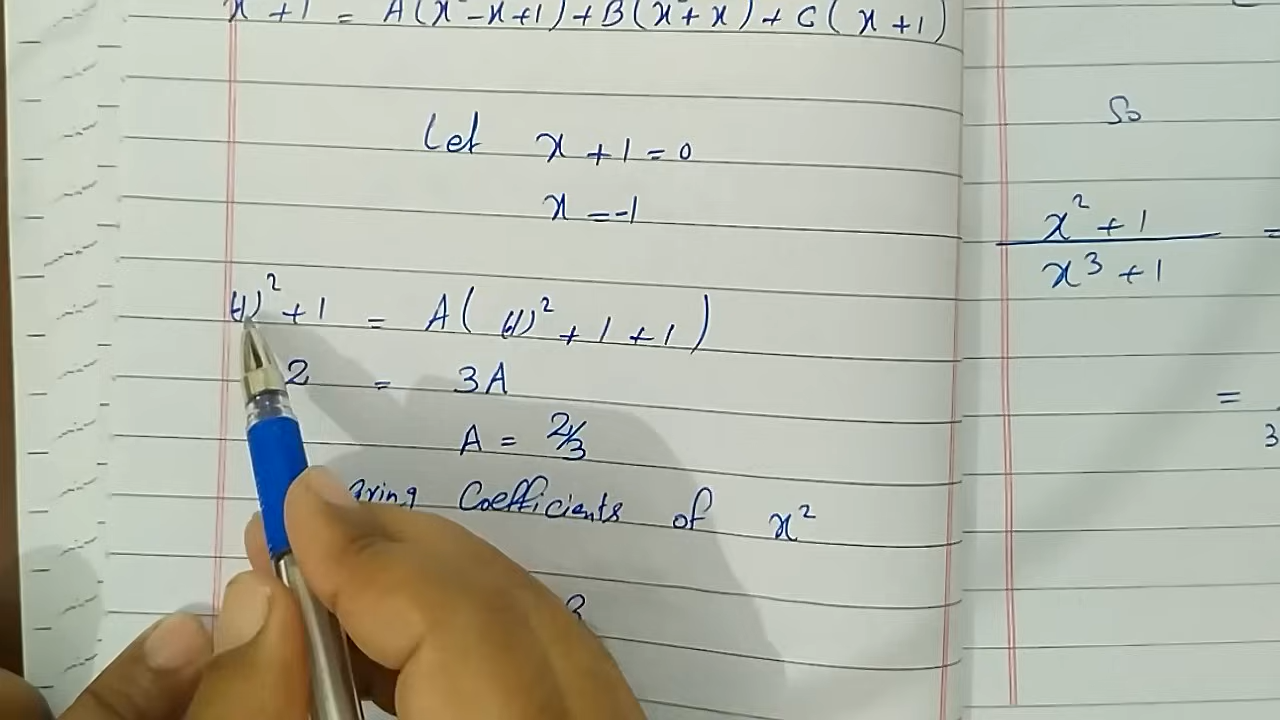 x²+1 = A(x²-x+1)+B(x²+x)+C(x+1)
Let x+1=0
x=-1
(-1)²+1 = A((-1)²+1+1)
2 = 3A
A = 2/3
Coefficients of x²
So
x²+1
x³+1
=
=
3